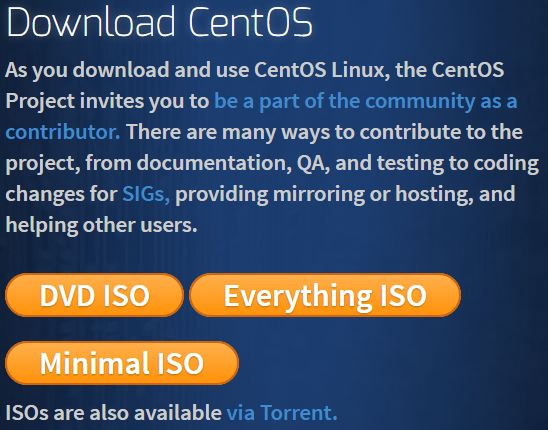 Download CentOS
As you download and use CentOS Linux, the CentOS
Project invites you to be a part of the community as a
contributor. There are many ways to contribute to the
project, from documentation, QA, and testing to coding
changes for SIGs, providing mirroring or hosting, and
helping other users.
DVD ISO Everything ISO
Minimal ISO
ISOs are also available via Torrent.